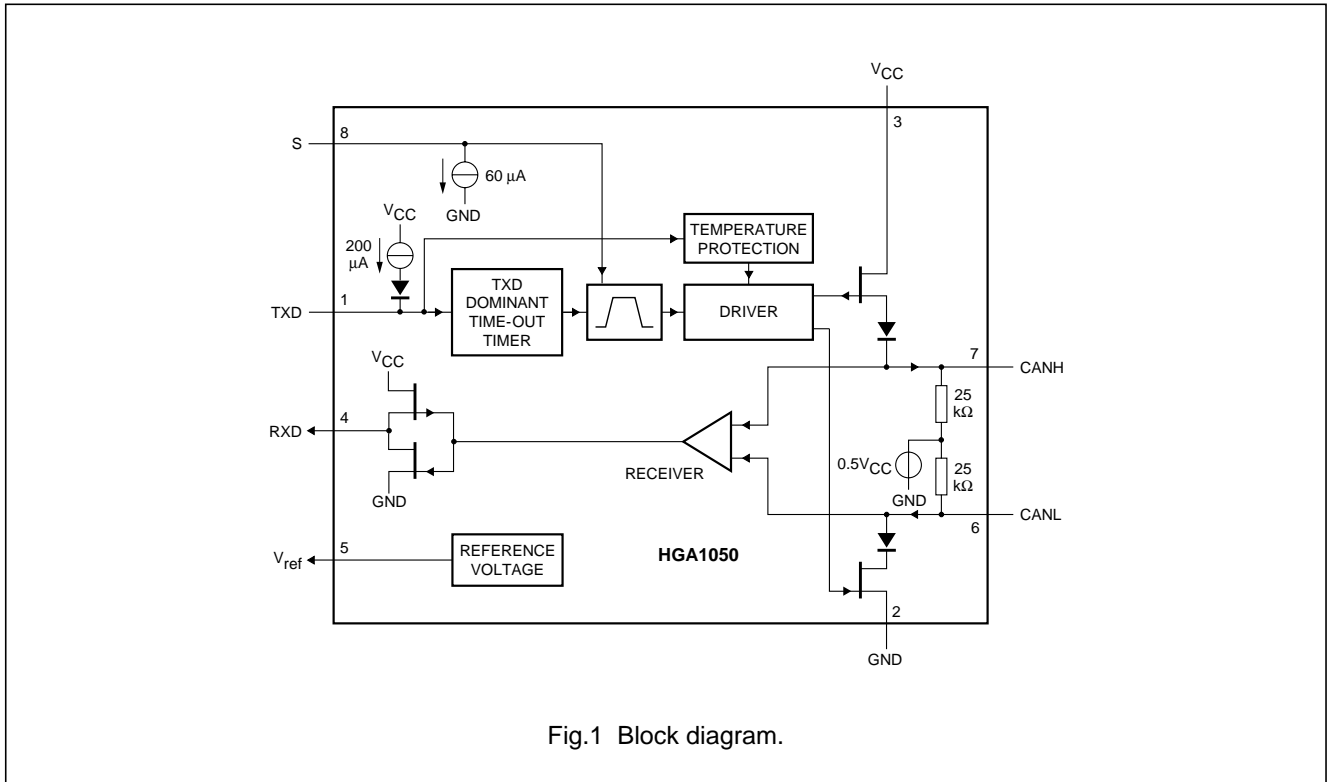 VCC
3
S
8
60 µA
GND
VCC
200
µA
TEMPERATURE
PROTECTION
TXD
1
TXD
DOMINANT
TIME-OUT
TIMER
DRIVER
7
CANH
VCC
25
kΩ
RXD
4
RECEIVER
0.5VCC
GND
25
kΩ
GND
CANL
6
Vref
5
REFERENCE
VOLTAGE
HGA1050
2
GND
Fig.1 Block diagram.